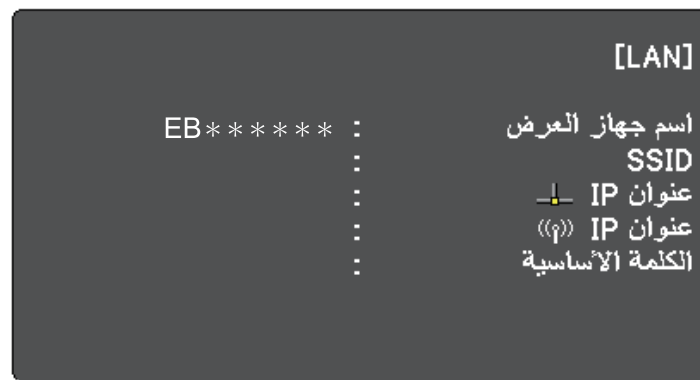 [LAN]
اسم جهاز العرض : EB∗∗∗∗∗∗
SSID :
عنوان IP :
عنوان IP :
الكلمة الأساسية :